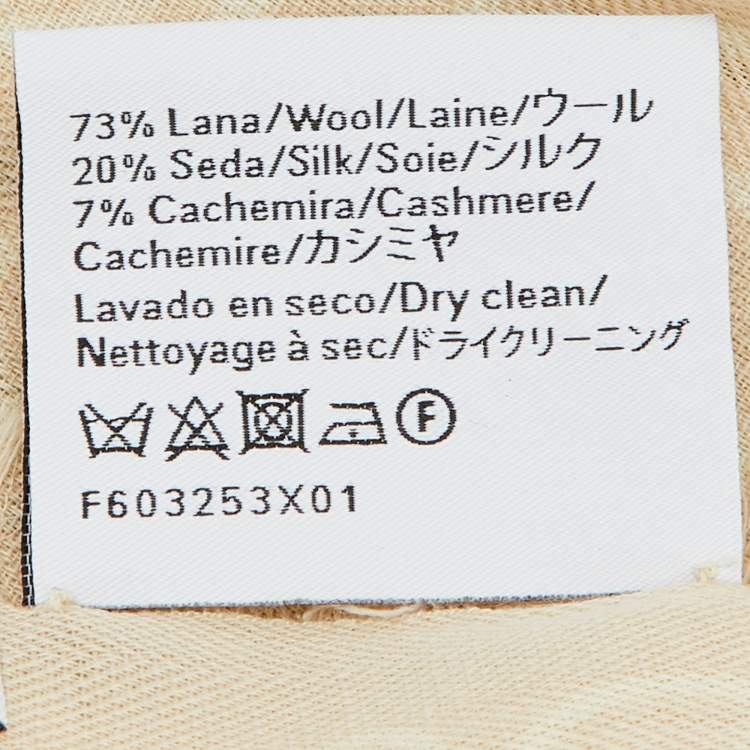 73% Lana/Wool/Laine/ウール
20% Seda/Silk/Soie/シルク
7% Cachemira/Cashmere/
Cachemire/カシミヤ
Lavado en seco/Dry clean/
Nettoyage à sec/ドライクリーニング
F
F603253X01